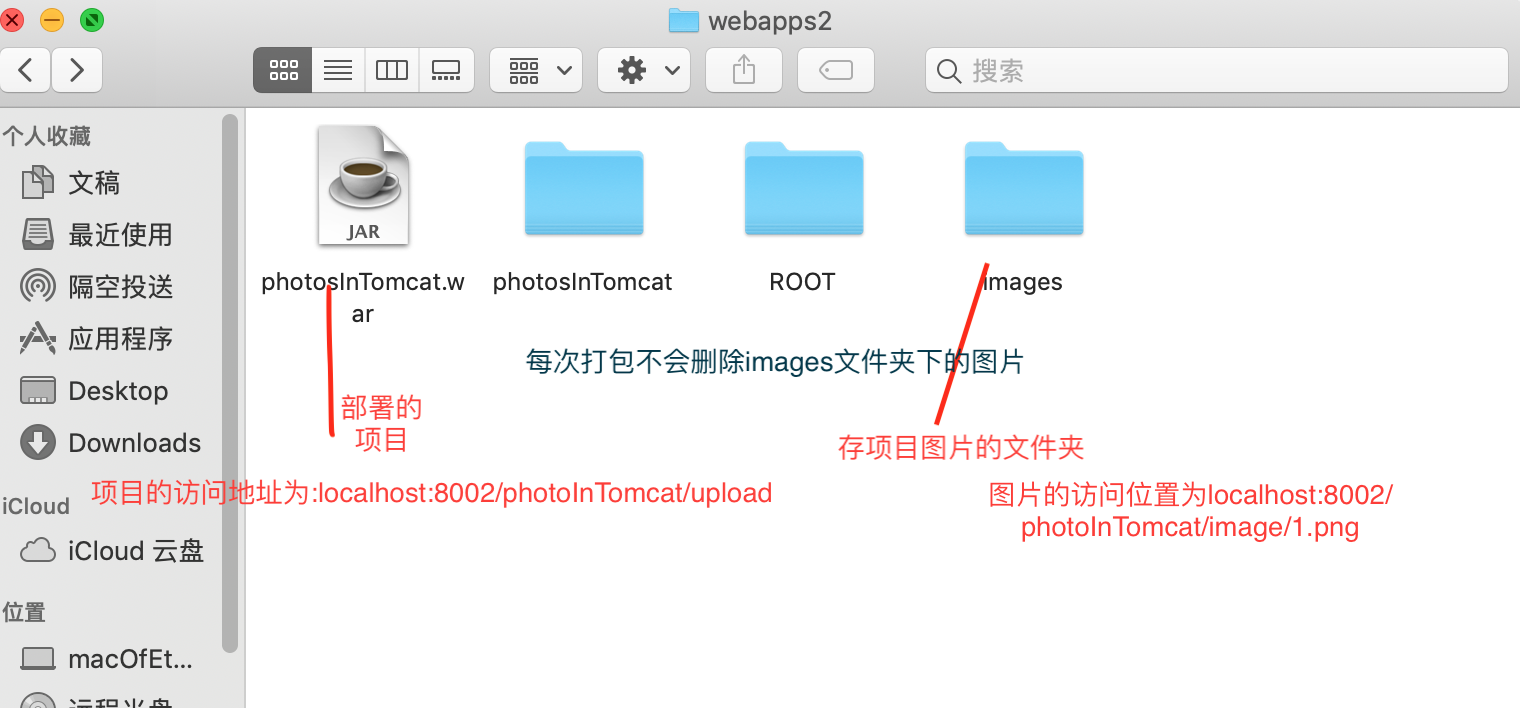 webapps2
搜索
个人收藏
文稿
最近使用
隔空投送
应用程序
Desktop
Downloads
iCloud
iCloud 云盘
位置
macOfEt...
远程光盘
JAR
photosInTomcat.w
ar
photosInTomcat
ROOT
images
每次打包不会删除images文件夹下的图片
部署的
项目
存项目图片的文件夹
项目的访问地址为:localhost:8002/photoInTomcat/upload
图片的访问位置为localhost:8002/
photoInTomcat/image/1.png